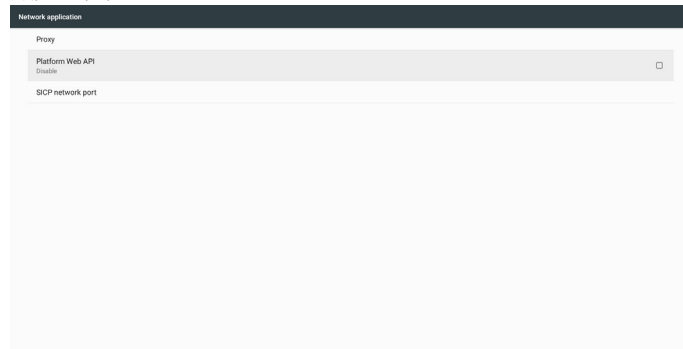 Network application
Proxy
Platform Web API
Disable
SICP network port